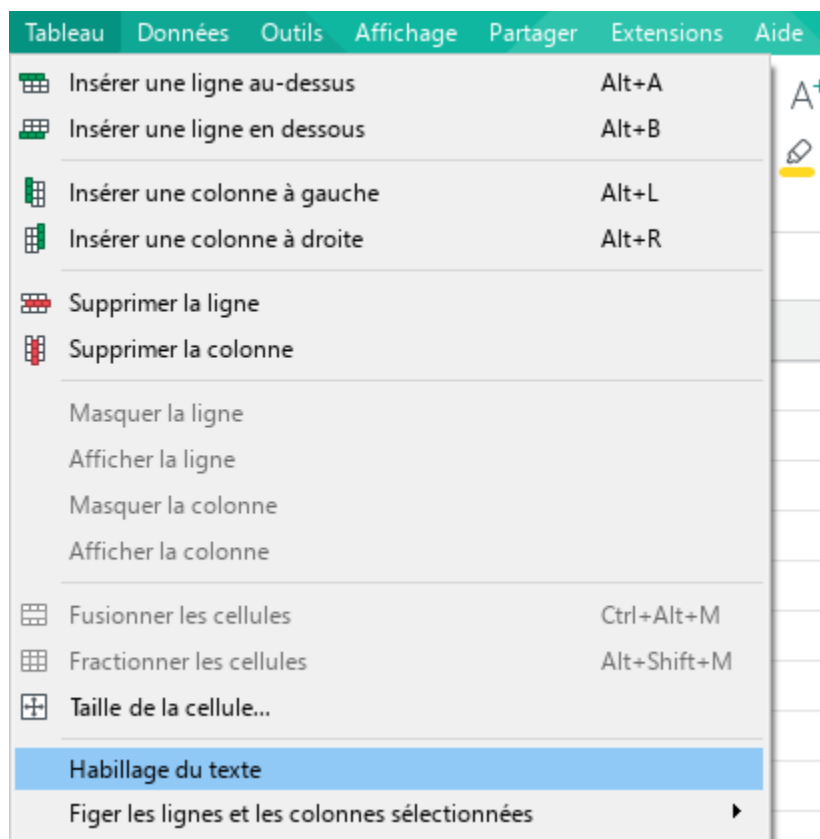 Tableau Données Outils Affichage Partager Extensions Aide
Insérer une ligne au-dessus Alt+A
Insérer une ligne en dessous Alt+B
Insérer une colonne à gauche Alt+L
Insérer une colonne à droite Alt+R
Supprimer la ligne
Supprimer la colonne
Masquer la ligne
Afficher la ligne
Masquer la colonne
Afficher la colonne
Fusionner les cellules Ctrl+Alt+M
Fractionner les cellules Alt+Shift+M
Taille de la cellule...
Habillage du texte
Figer les lignes et les colonnes sélectionnées